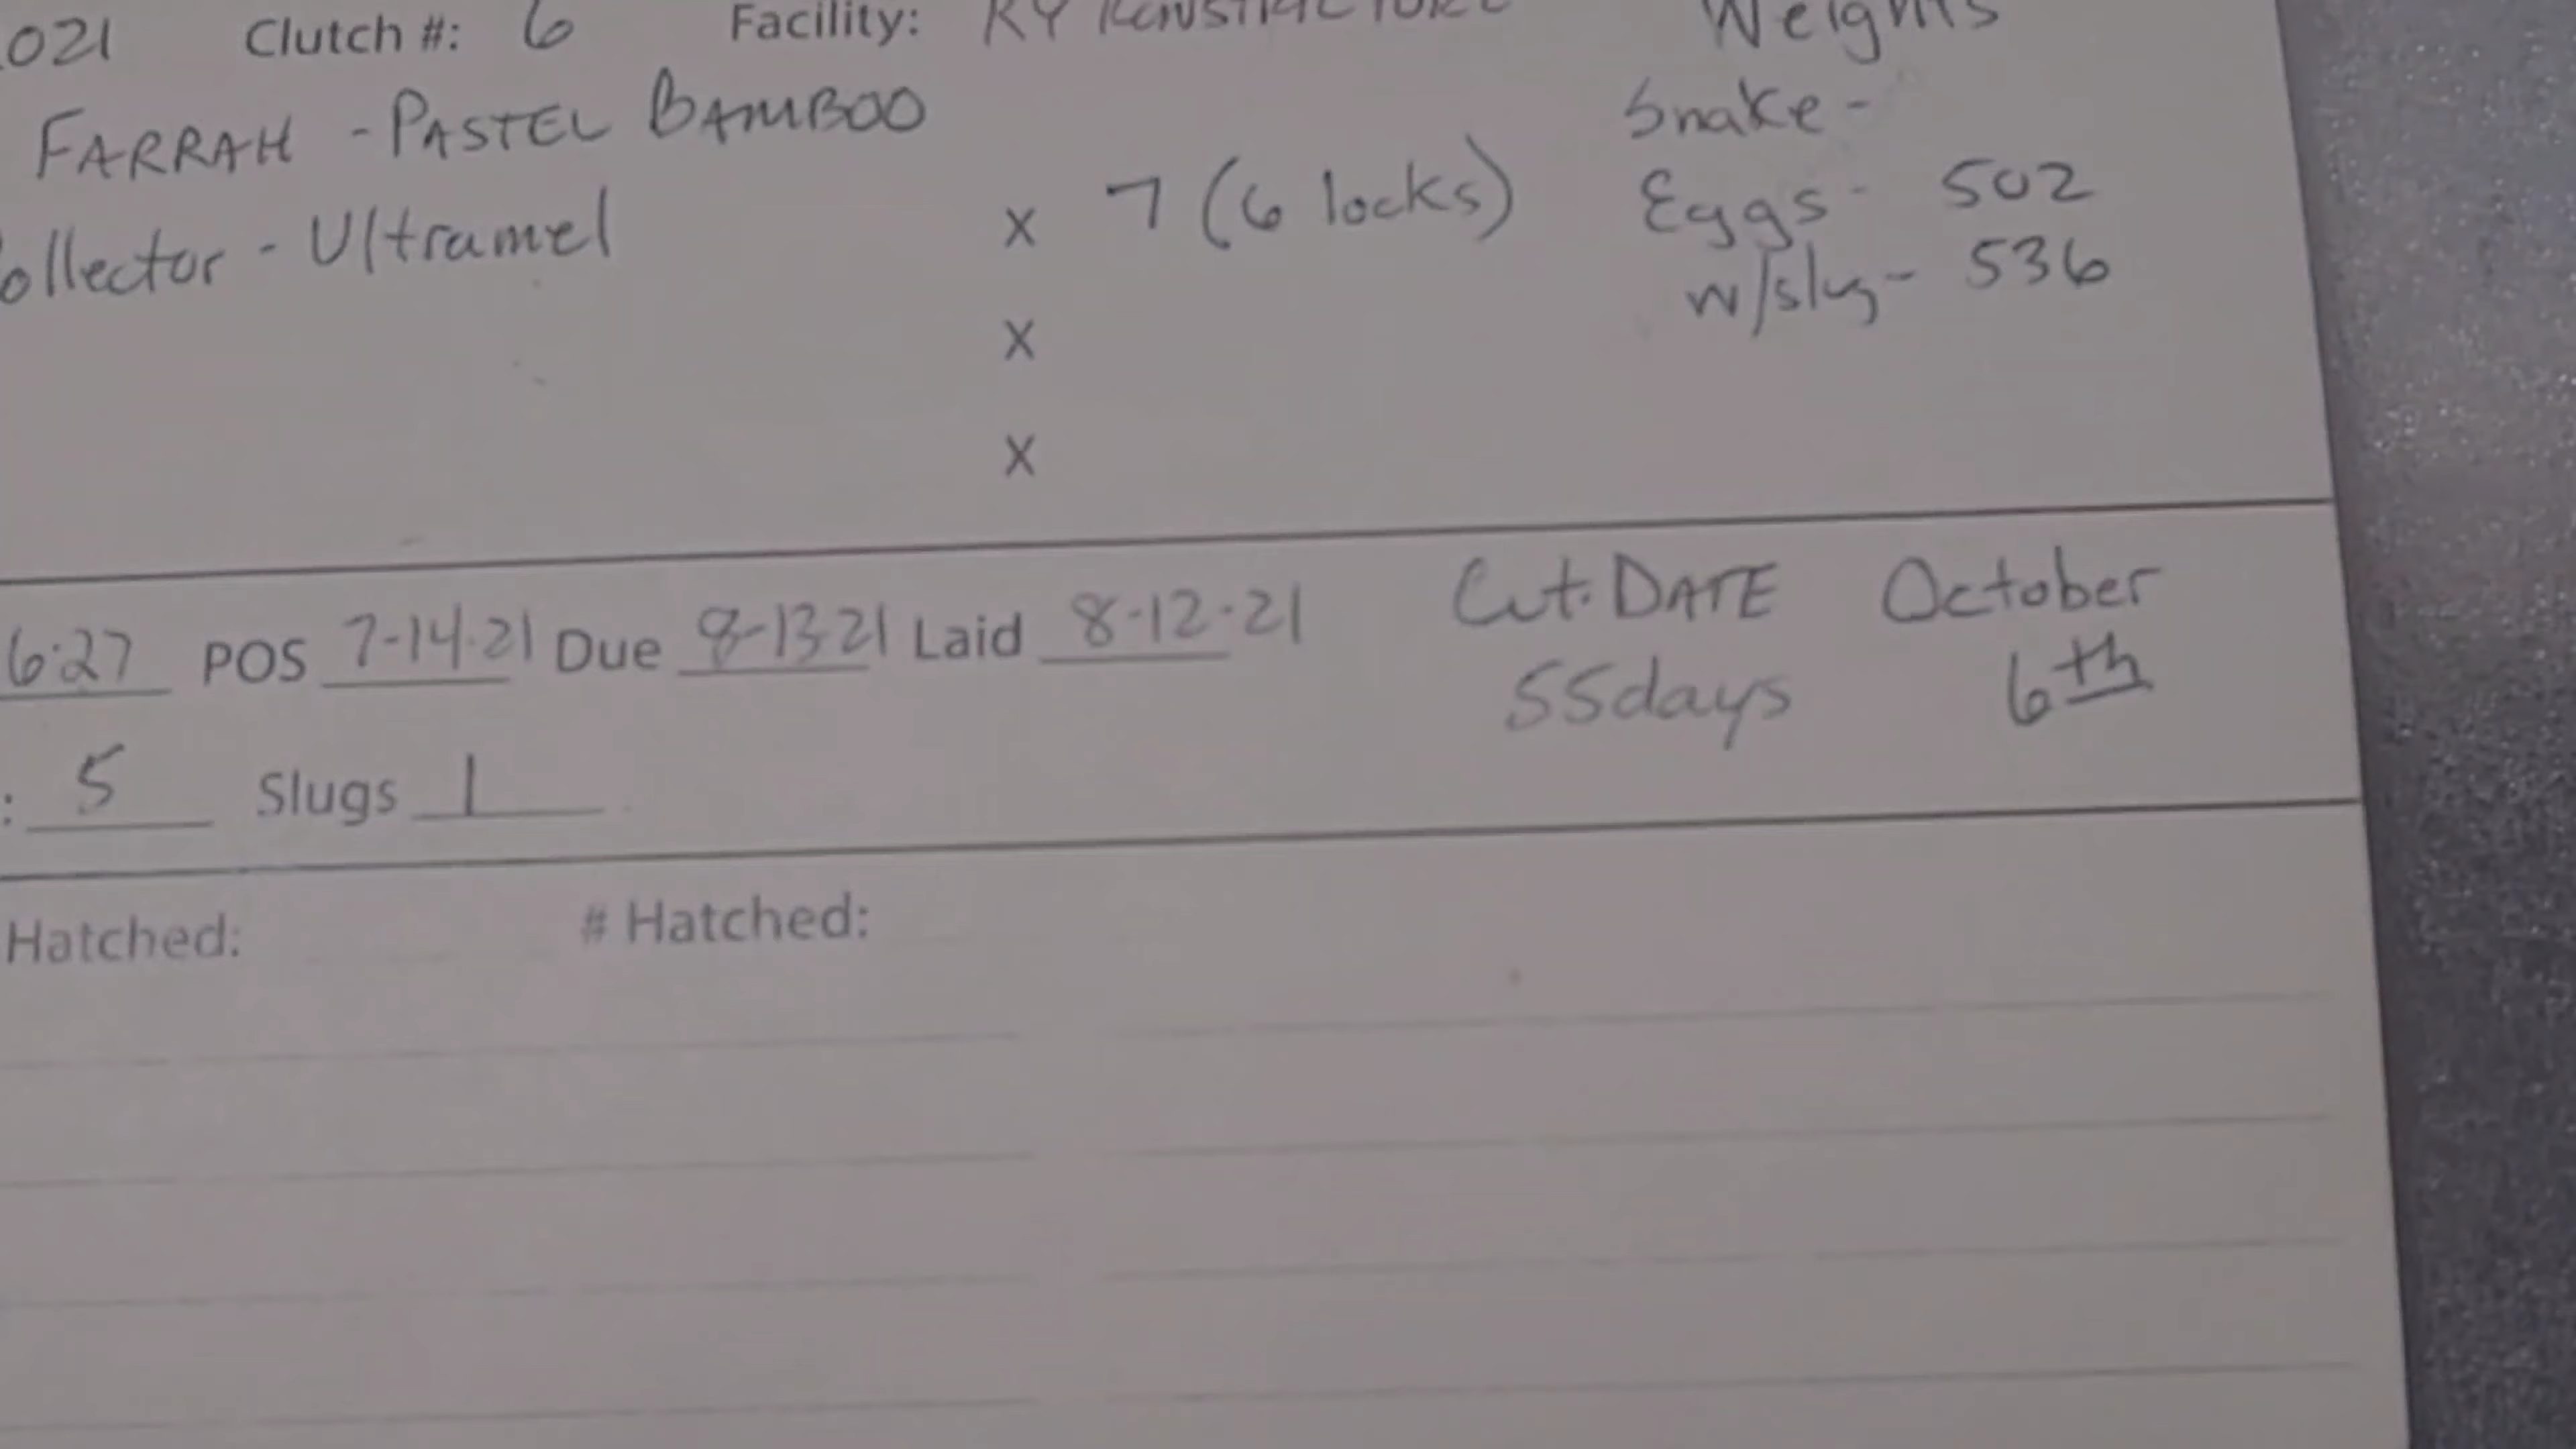 021 Clutch #: 6 Facility: Weights
FARRAH - PASTEL BAMBOO Snake -
ollector - Ultramel x 7 (6 locks) Eggs - 502
w/slug - 536
x
x
6.27 POS 7-14-21 Due 8-13-21 Laid 8-12-21 Cut. DATE October
55days 6th
: 5 Slugs 1
Hatched: # Hatched: